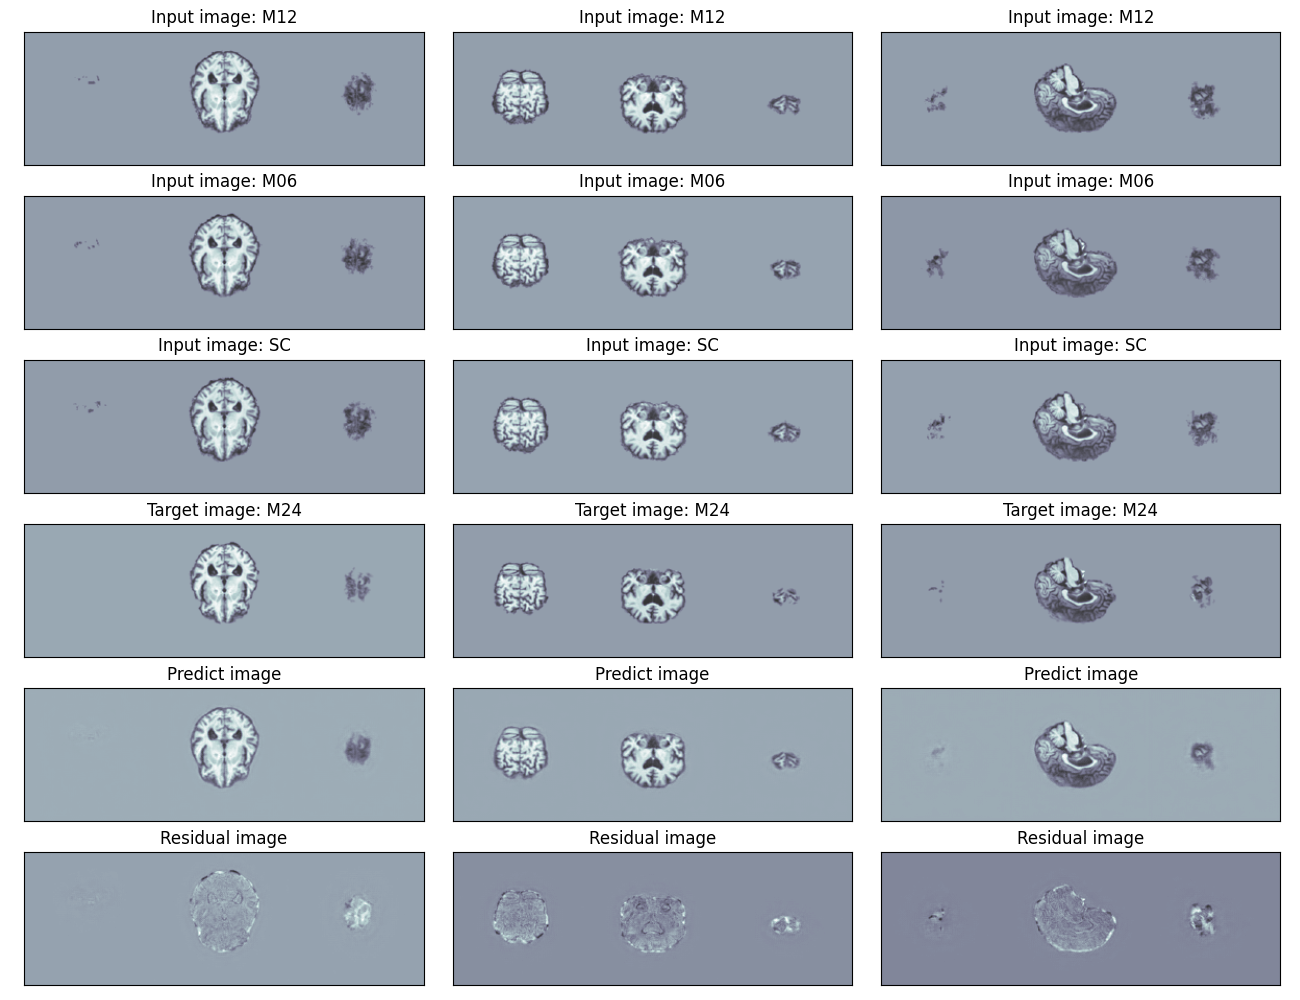 Input image: M12 Input image: M12 Input image: M12
Input image: M06 Input image: M06 Input image: M06
Input image: SC Input image: SC Input image: SC
Target image: M24 Target image: M24 Target image: M24
Predict image Predict image Predict image
Residual image Residual image Residual image